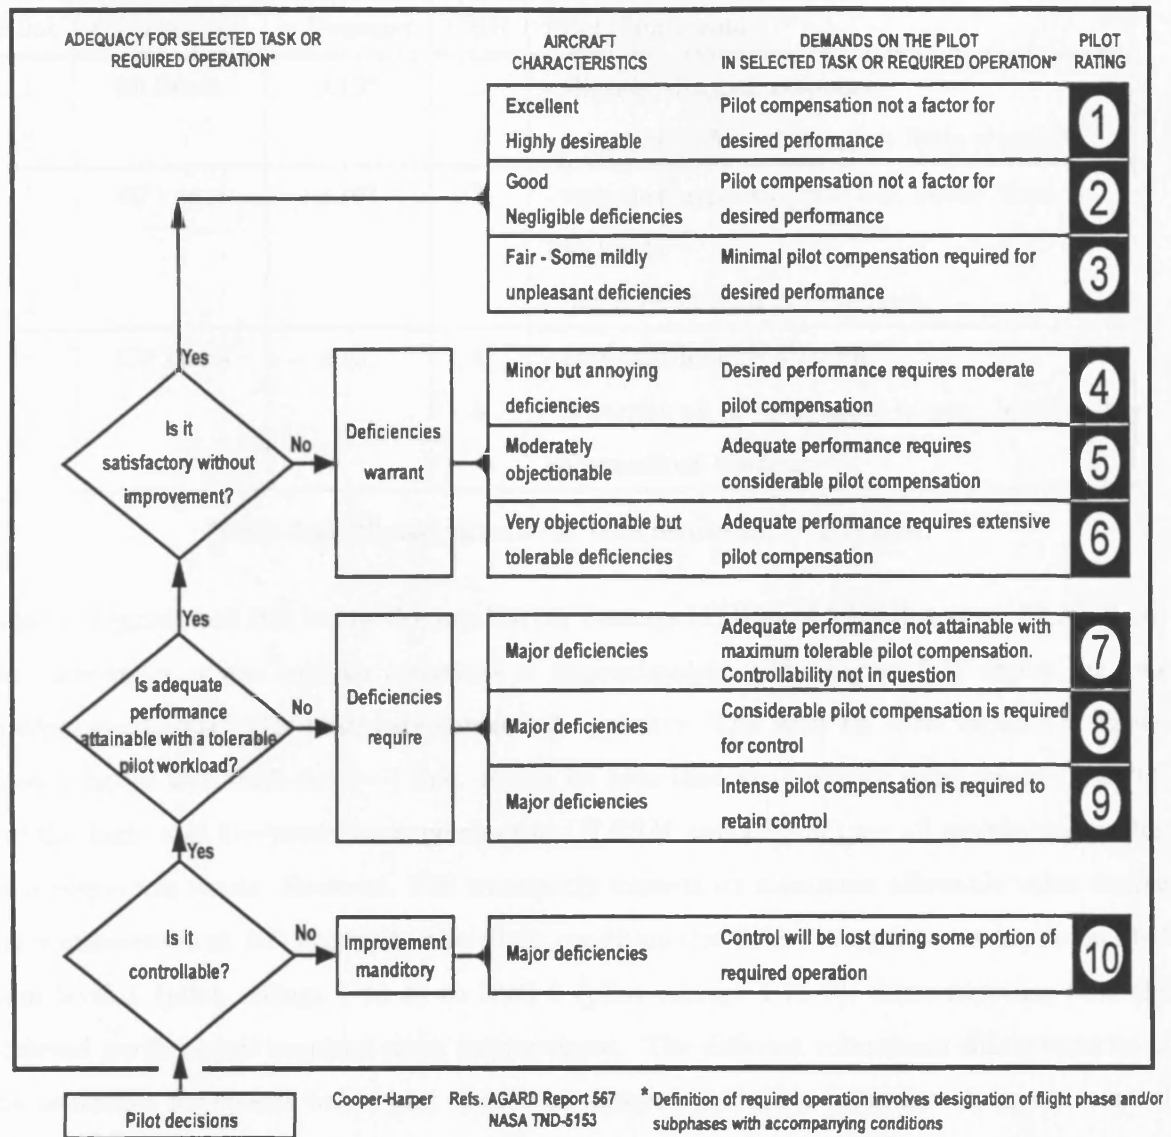 ADEQUACY FOR SELECTED TASK OR
REQUIRED OPERATION*
AIRCRAFT
CHARACTERISTICS
DEMANDS ON THE PILOT
IN SELECTED TASK OR REQUIRED OPERATION*
PILOT
RATING
Excellent
Highly desireable
Pilot compensation not a factor for
desired performance
1
Good
Negligible deficiencies
Pilot compensation not a factor for
desired performance
2
Fair - Some mildly
unpleasant deficiencies
Minimal pilot compensation required for
desired performance
3
Yes
Is it
satisfactory without
improvement?
No
Deficiencies
warrant
Minor but annoying
deficiencies
Desired performance requires moderate
pilot compensation
4
Moderately
objectionable
Adequate performance requires
considerable pilot compensation
5
Very objectionable but
tolerable deficiencies
Adequate performance requires extensive
pilot compensation
6
Yes
Is adequate
performance
attainable with a tolerable
pilot workload?
No
Deficiencies
require
Major deficiencies
Adequate performance not attainable with
maximum tolerable pilot compensation.
Controllability not in question
7
Major deficiencies
Considerable pilot compensation is required
for control
8
Major deficiencies
Intense pilot compensation is required to
retain control
9
Yes
Is it
controllable?
No
Improvement
manditory
Major deficiencies
Control will be lost during some portion of
required operation
10
Pilot decisions
Cooper-Harper Refs. AGARD Report 567
NASA TND-5153
* Definition of required operation involves designation of flight phase and/or
subphases with accompanying conditions